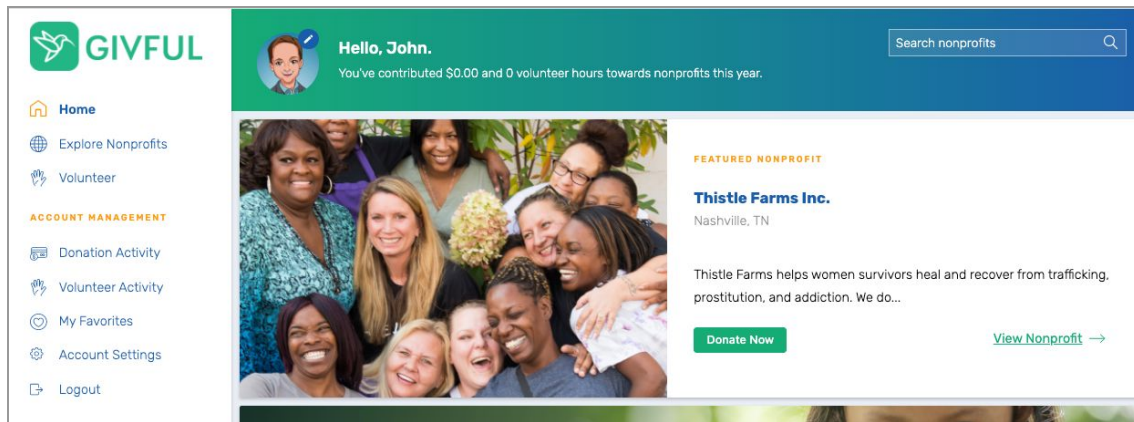 GIVFUL
Home
Explore Nonprofits
Volunteer
ACCOUNT MANAGEMENT
Donation Activity
Volunteer Activity
My Favorites
Account Settings
Logout
Hello, John.
You've contributed $0.00 and 0 volunteer hours towards nonprofits this year.
Search nonprofits
FEATURED NONPROFIT
Thistle Farms Inc.
Nashville, TN
Thistle Farms helps women survivors heal and recover from trafficking,
prostitution, and addiction. We do...
Donate Now
View Nonprofit →